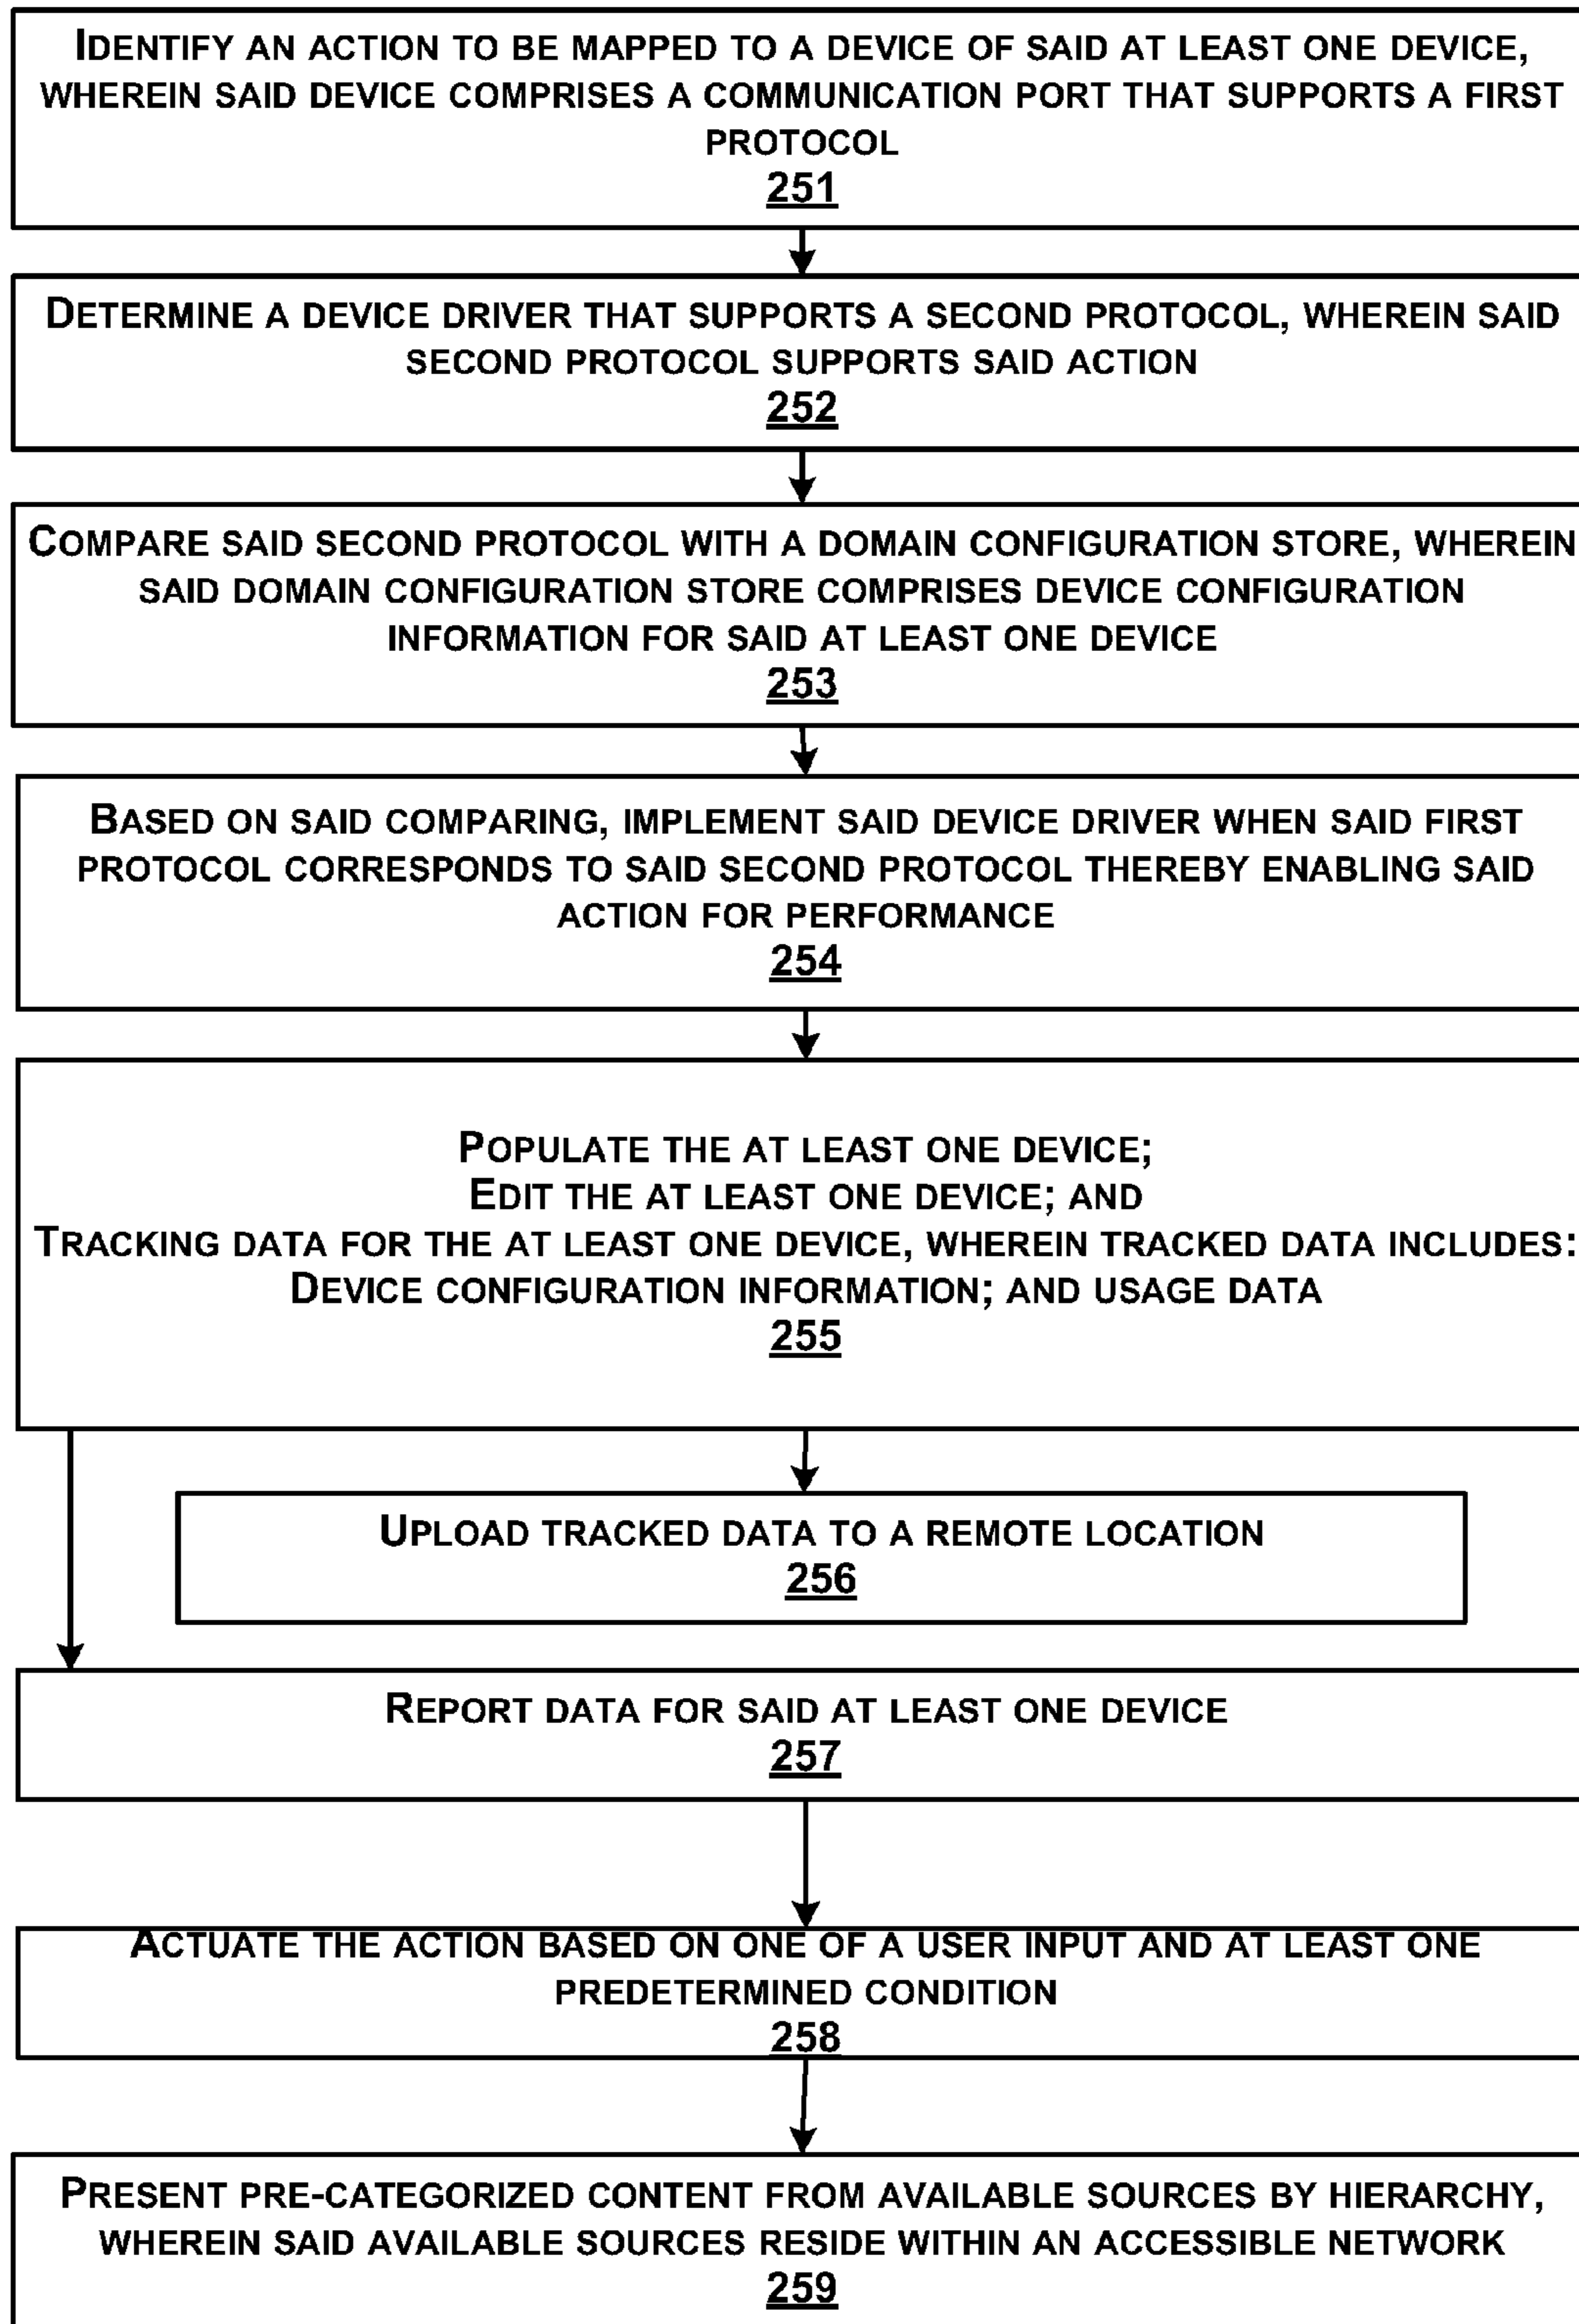 IDENTIFY AN ACTION TO BE MAPPED TO A DEVICE OF SAID AT LEAST ONE DEVICE,
WHEREIN SAID DEVICE COMPRISES A COMMUNICATION PORT THAT SUPPORTS A FIRST
PROTOCOL
251
DETERMINE A DEVICE DRIVER THAT SUPPORTS A SECOND PROTOCOL, WHEREIN SAID
SECOND PROTOCOL SUPPORTS SAID ACTION
252
COMPARE SAID SECOND PROTOCOL WITH A DOMAIN CONFIGURATION STORE, WHEREIN
SAID DOMAIN CONFIGURATION STORE COMPRISES DEVICE CONFIGURATION
INFORMATION FOR SAID AT LEAST ONE DEVICE
253
BASED ON SAID COMPARING, IMPLEMENT SAID DEVICE DRIVER WHEN SAID FIRST
PROTOCOL CORRESPONDS TO SAID SECOND PROTOCOL THEREBY ENABLING SAID
ACTION FOR PERFORMANCE
254
POPULATE THE AT LEAST ONE DEVICE;
EDIT THE AT LEAST ONE DEVICE; AND
TRACKING DATA FOR THE AT LEAST ONE DEVICE, WHEREIN TRACKED DATA INCLUDES:
DEVICE CONFIGURATION INFORMATION; AND USAGE DATA
255
UPLOAD TRACKED DATA TO A REMOTE LOCATION
256
REPORT DATA FOR SAID AT LEAST ONE DEVICE
257
ACTUATE THE ACTION BASED ON ONE OF A USER INPUT AND AT LEAST ONE
PREDETERMINED CONDITION
258
PRESENT PRE-CATEGORIZED CONTENT FROM AVAILABLE SOURCES BY HIERARCHY,
WHEREIN SAID AVAILABLE SOURCES RESIDE WITHIN AN ACCESSIBLE NETWORK
259